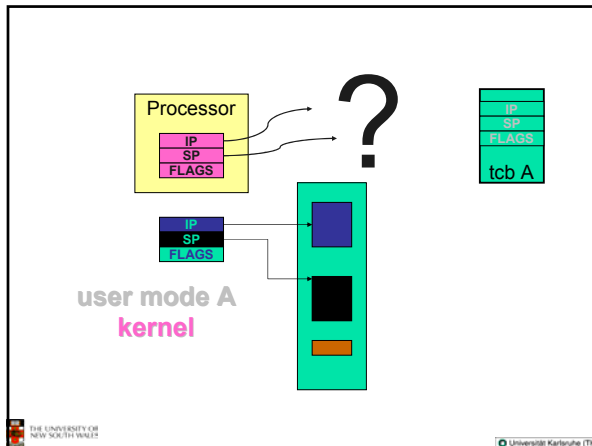 Processor
IP
SP
FLAGS
?
IP
SP
FLAGS
tcb A
IP
SP
FLAGS
user mode A
kernel
THE UNIVERSITY OF
NEW SOUTH WALES
Universität Karlsruhe (TH